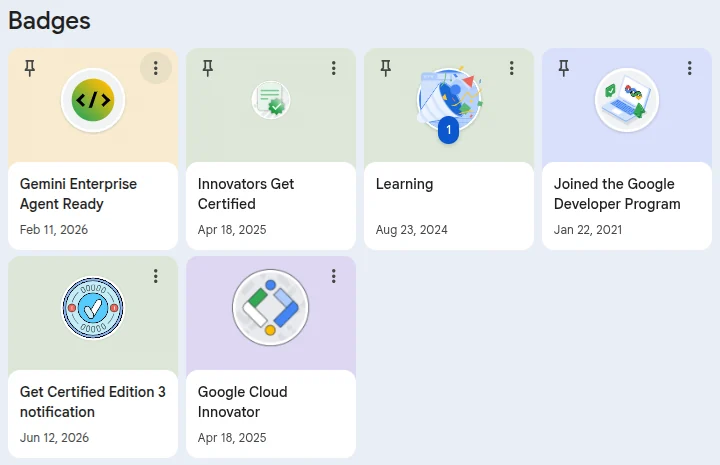 Badges
</>
1
Gemini Enterprise
Agent Ready
Feb 11, 2026
Innovators Get
Certified
Apr 18, 2025
Learning
Aug 23, 2024
Joined the Google
Developer Program
Jan 22, 2021
Get Certified Edition 3
notification
Jun 12, 2026
Google Cloud
Innovator
Apr 18, 2025